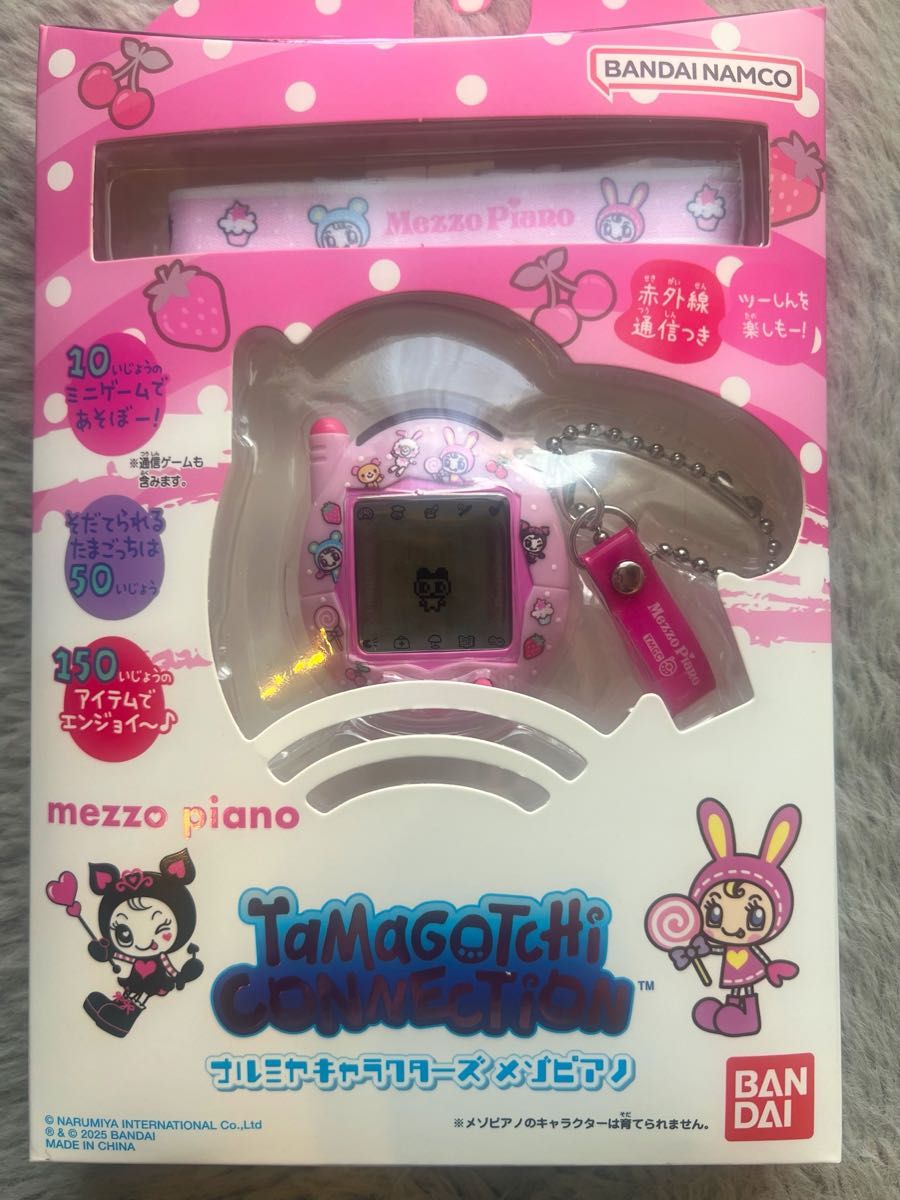 BANDAI NAMCO
Mezzo Piano
赤外線
通信つき
ツーしんを
楽しもー!
10いじょうの
ミニゲームで
あそぼー!
※通信ゲームも
含みます。
そだてられる
たまごっちは
50いじょう
150いじょうの
アイテムで
エンジョイ〜♪
Mezzo Piano
TMGC
mezzo piano
TaMaGoTCHi
CONNECTION™
ナルミヤキャラクターズ メゾピアノ
© NARUMIYA INTERNATIONAL Co.,Ltd
® & © 2025 BANDAI
MADE IN CHINA
※メゾピアノのキャラクターは育てられません。
BAN
DAI